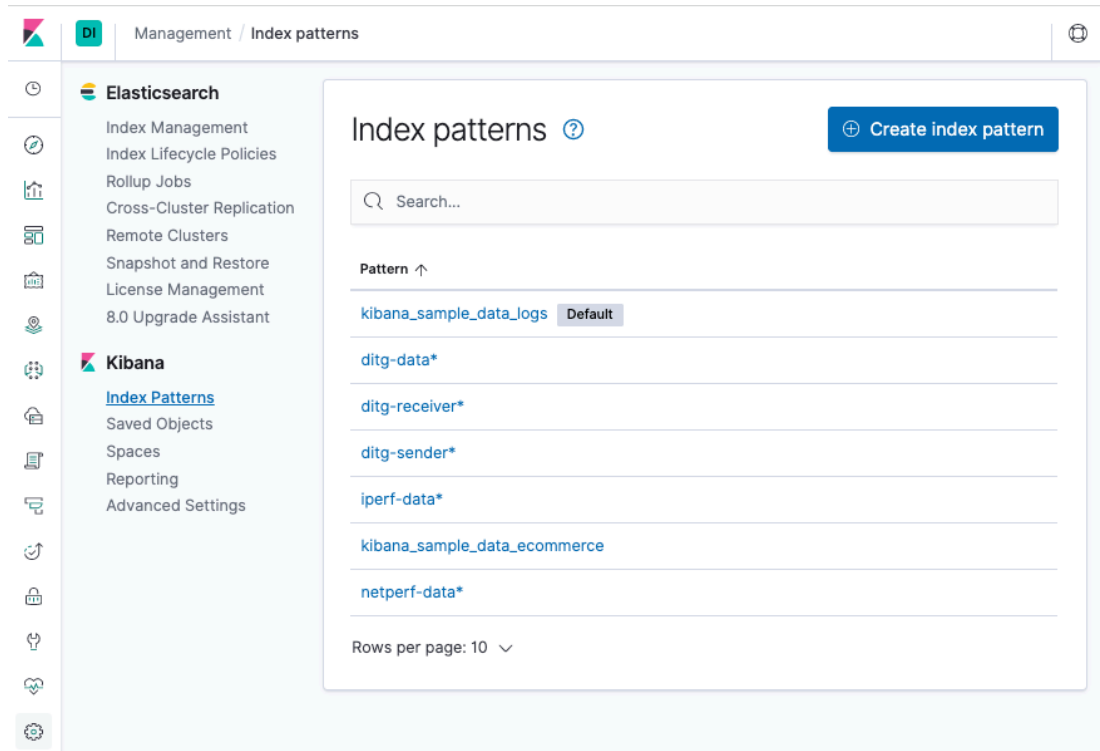 DI
Management / Index patterns
Elasticsearch
Index Management
Index Lifecycle Policies
Rollup Jobs
Cross-Cluster Replication
Remote Clusters
Snapshot and Restore
License Management
8.0 Upgrade Assistant
Kibana
Index Patterns
Saved Objects
Spaces
Reporting
Advanced Settings
Index patterns
Create index pattern
Search...
Pattern ↑
kibana_sample_data_logs Default
ditg-data*
ditg-receiver*
ditg-sender*
iperf-data*
kibana_sample_data_ecommerce
netperf-data*
Rows per page: 10